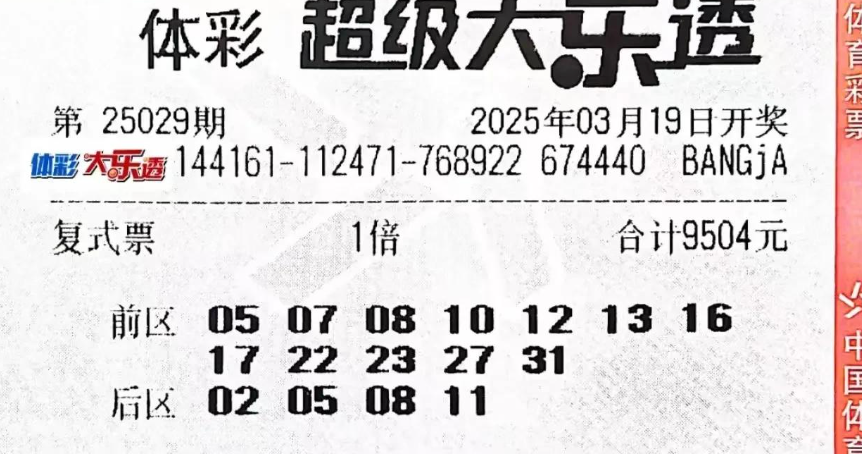 体彩 超级大乐透
第 25029期 2025年03月19日开奖
体彩 大乐透 144161-112471-768922 674440 BANGjA
复式票 1倍 合计9504元
前区 05 07 08 10 12 13 16
17 22 23 27 31
后区 02 05 08 11
体育彩票
中国体育